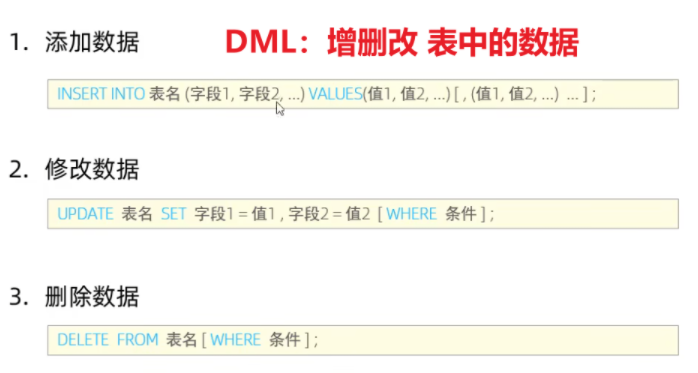 1. 添加数据
DML：增删改 表中的数据
INSERT INTO 表名 (字段1, 字段2, ...) VALUES(值1, 值2, ...) [ , (值1, 值2, ...) ... ] ;
2. 修改数据
UPDATE 表名 SET 字段1 = 值1 , 字段2 = 值2 [ WHERE 条件 ] ;
3. 删除数据
DELETE FROM 表名 [ WHERE 条件 ] ;